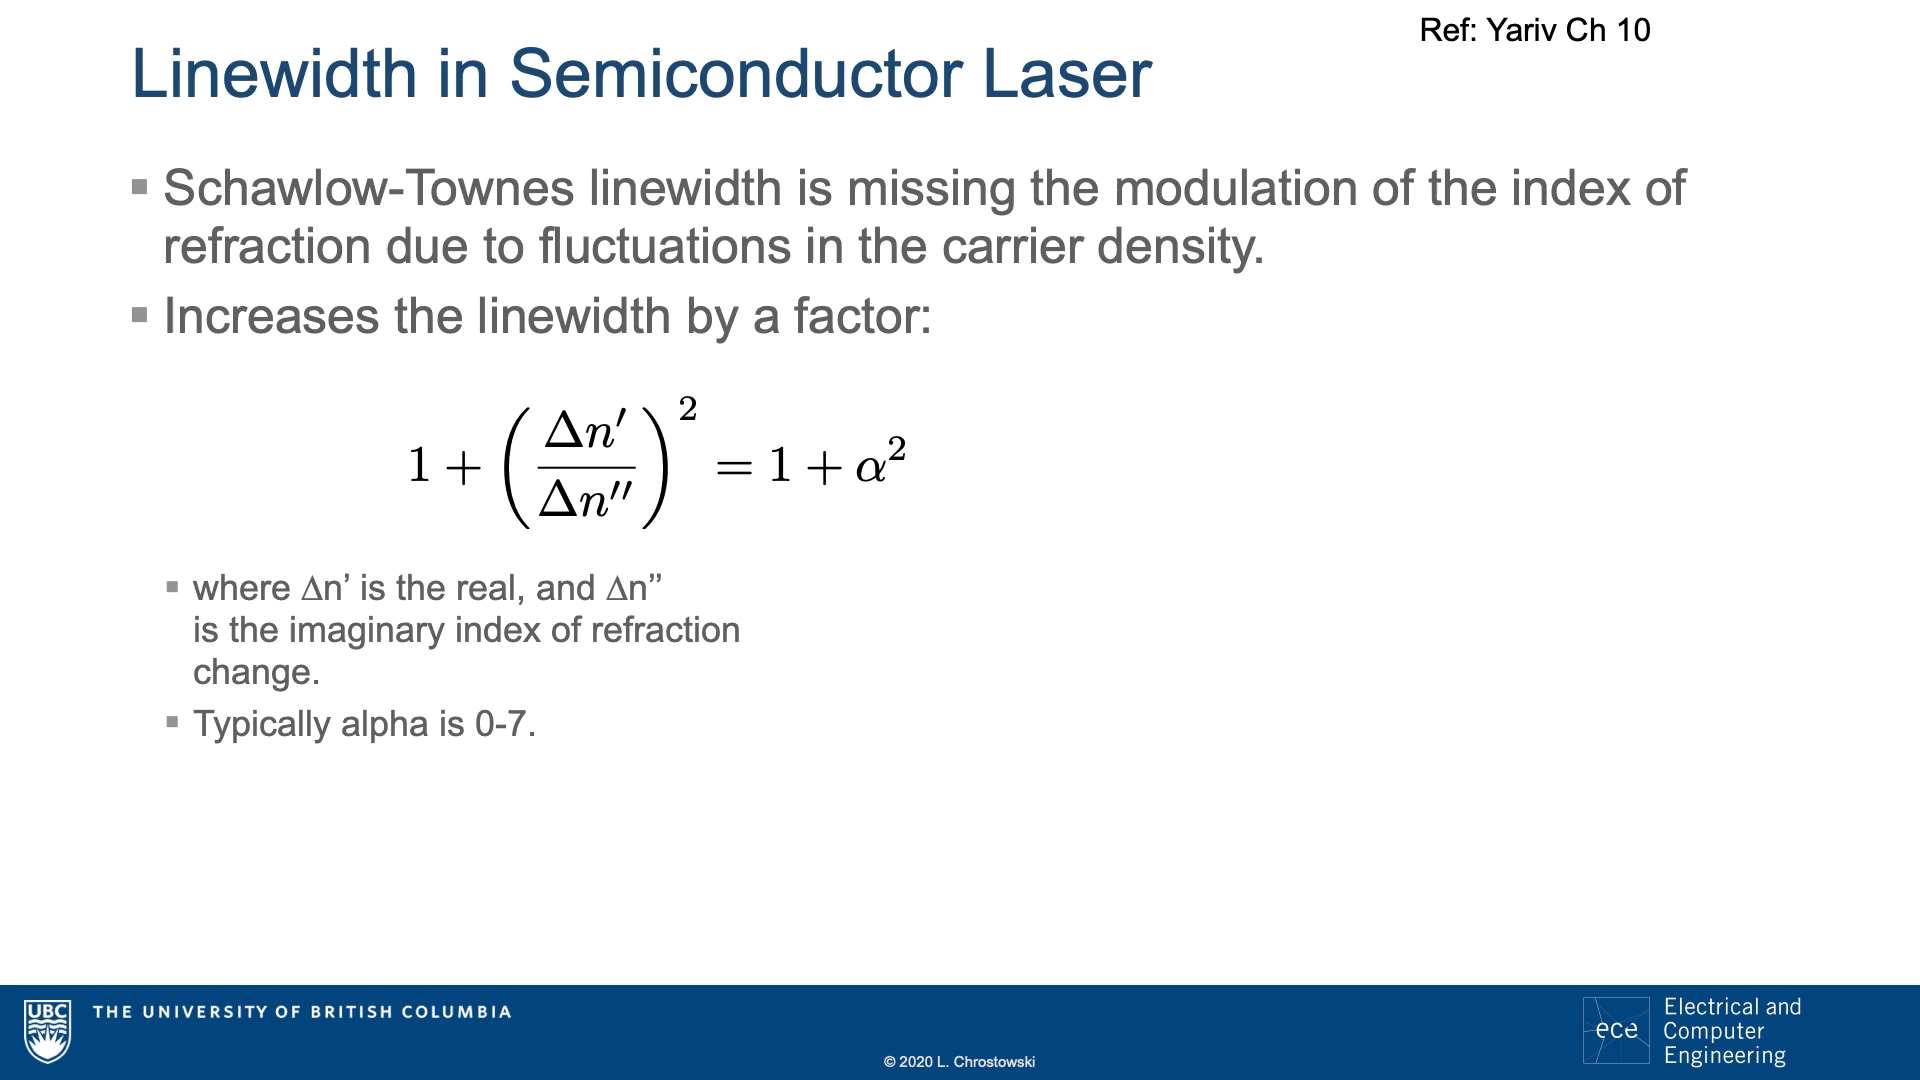 Ref: Yariv Ch 10
Linewidth in Semiconductor Laser
▪ Schawlow-Townes linewidth is missing the modulation of the index of
refraction due to fluctuations in the carrier density.
▪ Increases the linewidth by a factor:
1 + (Δn′ / Δn″)² = 1 + α²
▪ where Δn’ is the real, and Δn’’
is the imaginary index of refraction
change.
▪ Typically alpha is 0-7.
UBC
THE UNIVERSITY OF BRITISH COLUMBIA
© 2020 L. Chrostowski
ece
Electrical and
Computer
Engineering